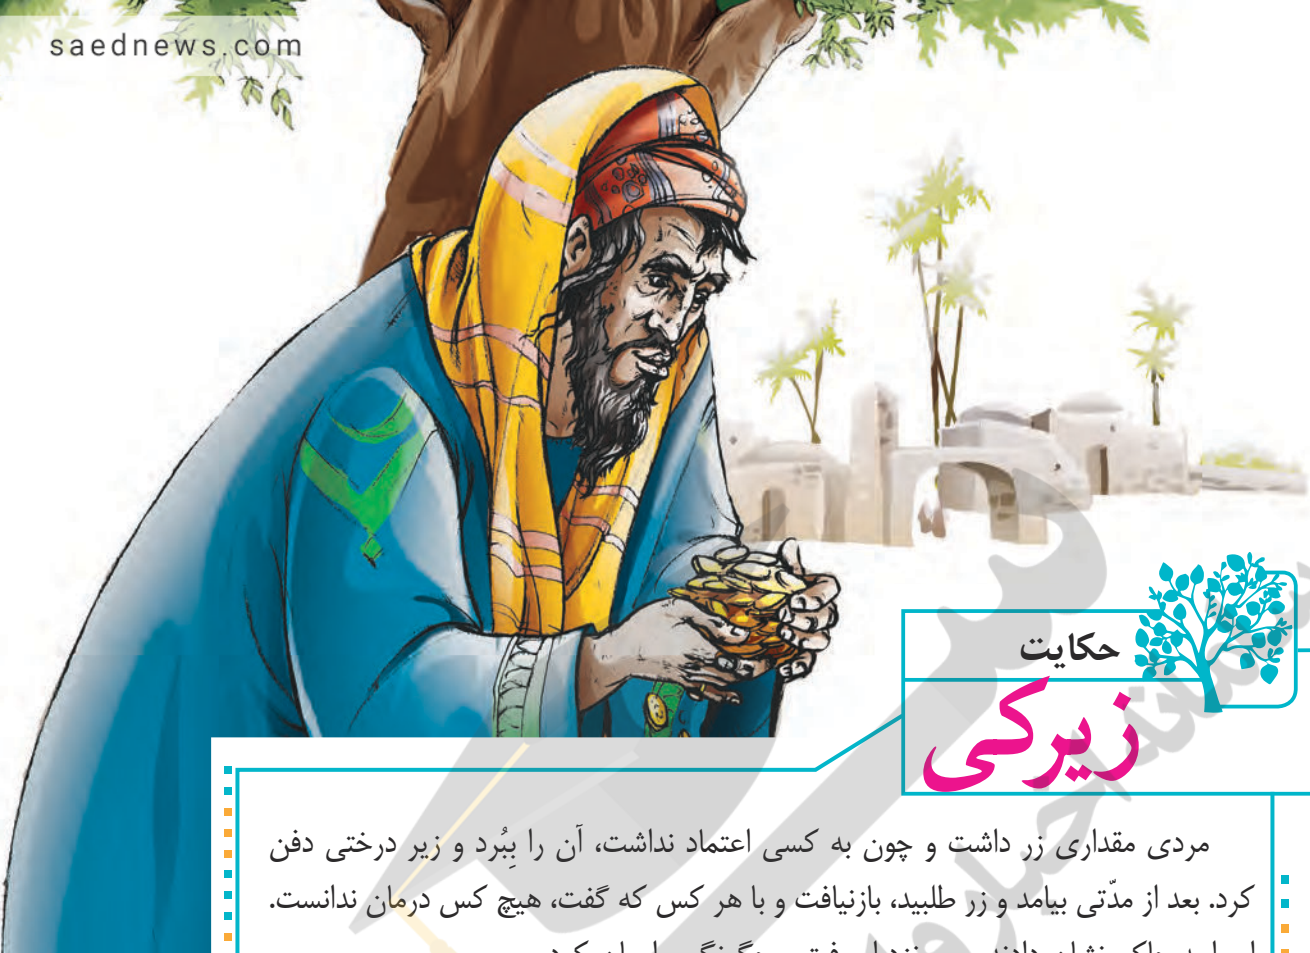 saednews.com
حکایت
زیرکی
مردی مقداری زر داشت و چون به کسی اعتماد نداشت، آن را بِبُرد و زیر درختی دفن
کرد. بعد از مدّتی بیامد و زر طلبید، بازنیافت و با هر کس که گفت، هیچ کس درمان ندانست.